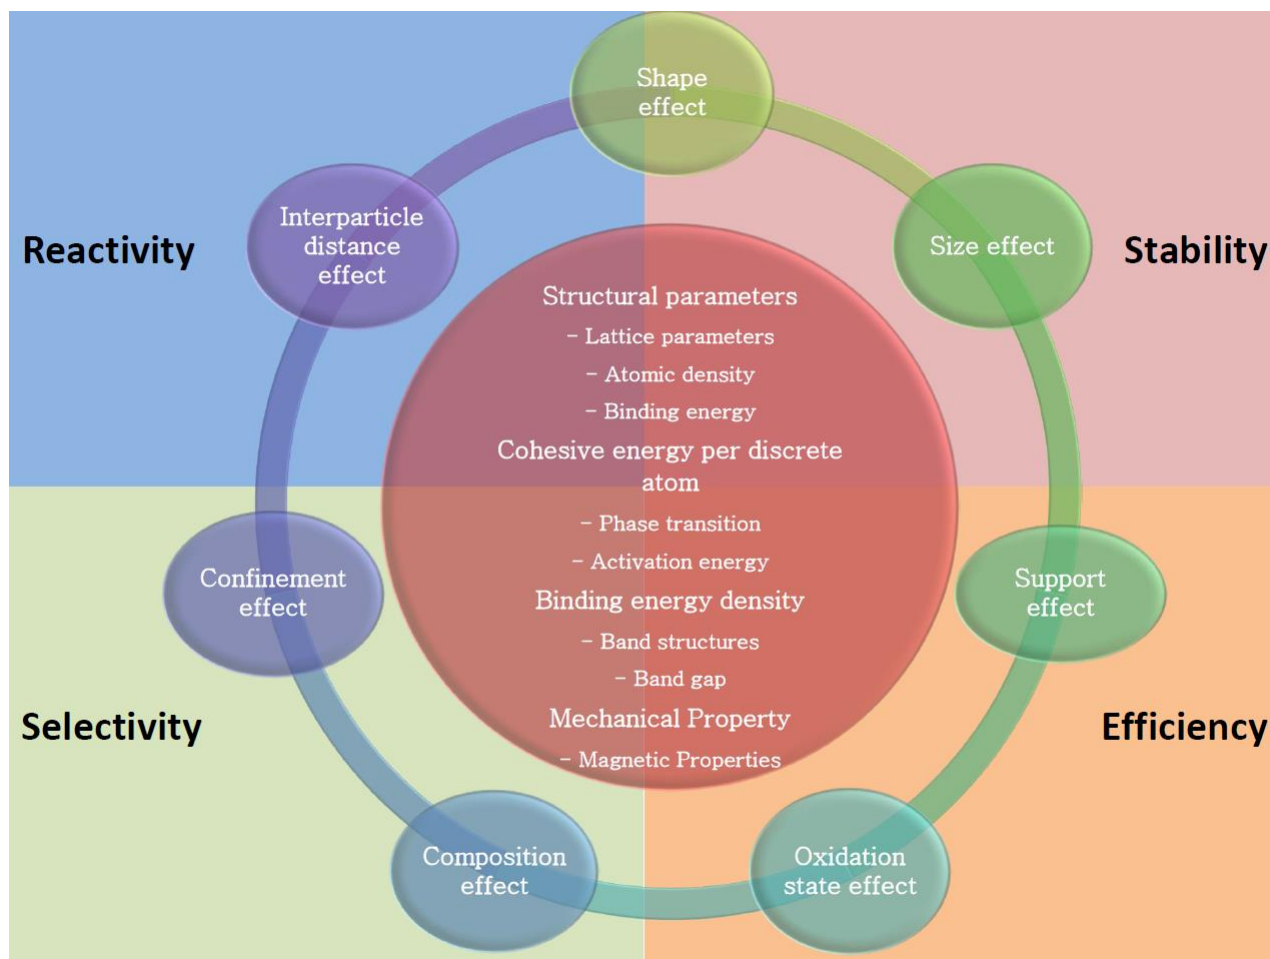 Shape
effect
Interparticle
distance
effect
Size effect
Reactivity
Stability
Structural parameters
– Lattice parameters
– Atomic density
– Binding energy
Cohesive energy per discrete
atom
– Phase transition
– Activation energy
Binding energy density
– Band structures
– Band gap
Mechanical Property
– Magnetic Properties
Confinement
effect
Support
effect
Selectivity
Efficiency
Composition
effect
Oxidation
state effect